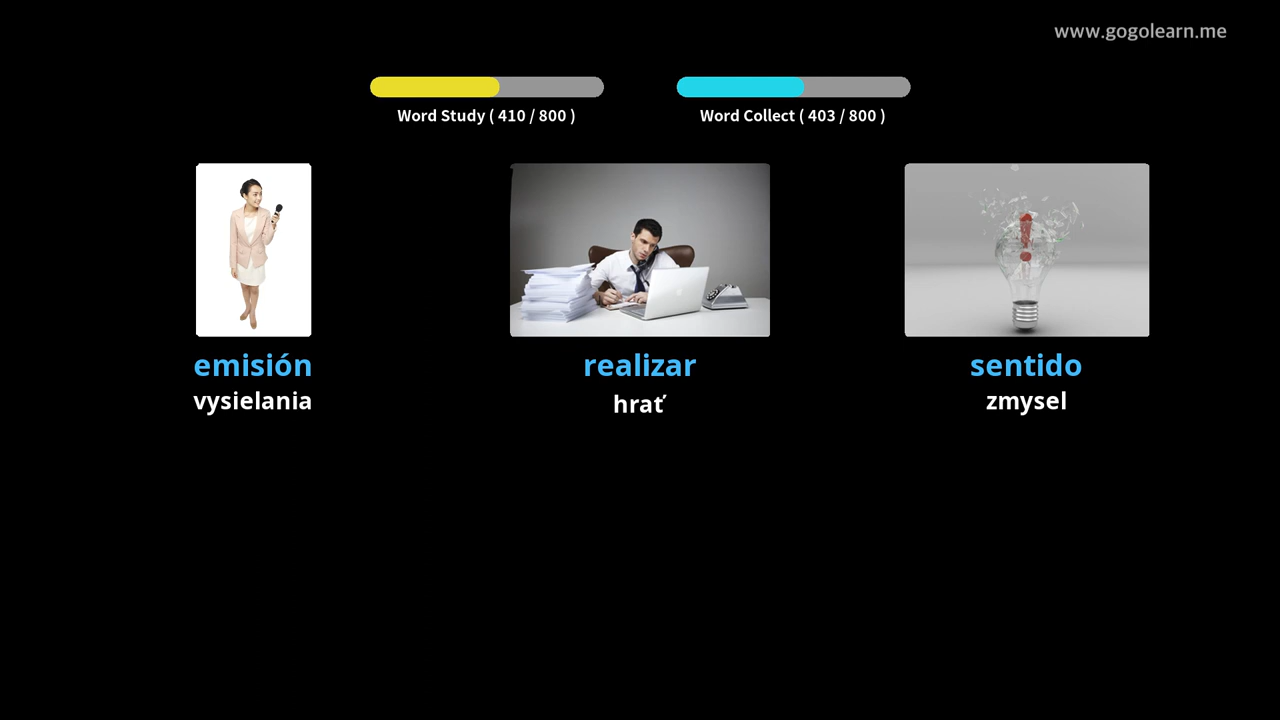 www.gogolearn.me
Word Study ( 410 / 800 )
Word Collect ( 403 / 800 )
emisión
vysielania
realizar
hrať
sentido
zmysel